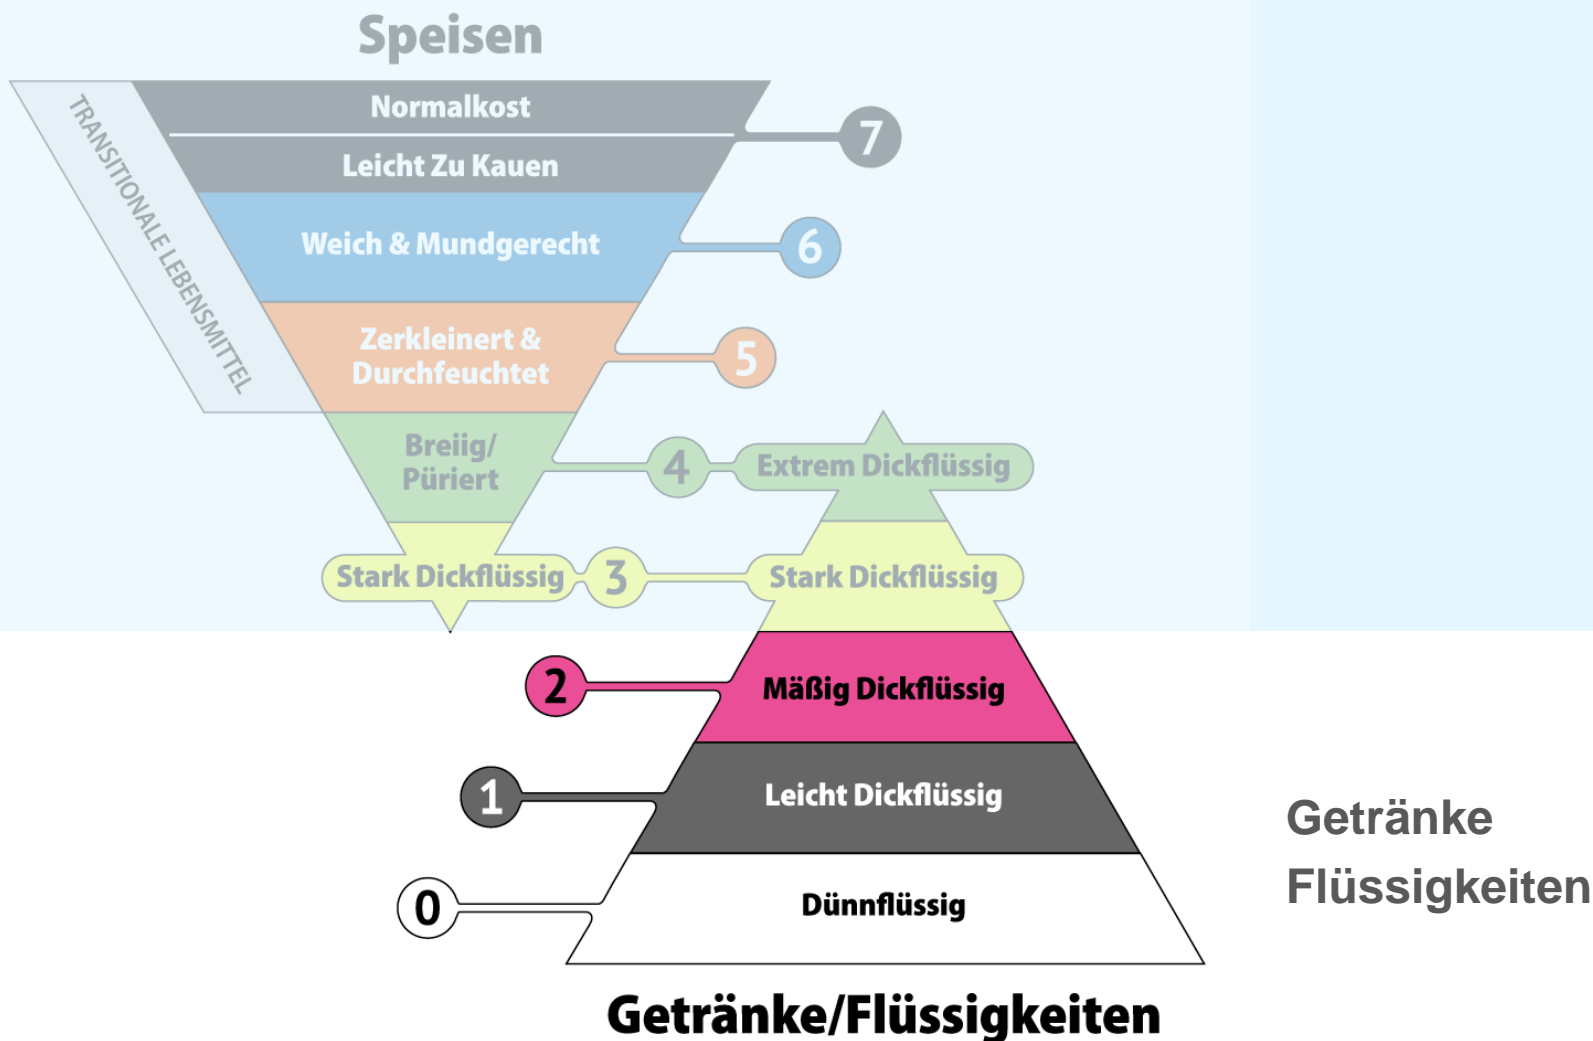 Speisen
TRANSITIONALE LEBENSMITTEL
Normalkost
Leicht Zu Kauen
7
Weich & Mundgerecht
6
Zerkleinert &
Durchfeuchtet
5
Breiig/
Püriert
4
Extrem Dickflüssig
Stark Dickflüssig
3
Stark Dickflüssig
2
Mäßig Dickflüssig
1
Leicht Dickflüssig
0
Dünnflüssig
Getränke/Flüssigkeiten
Getränke
Flüssigkeiten